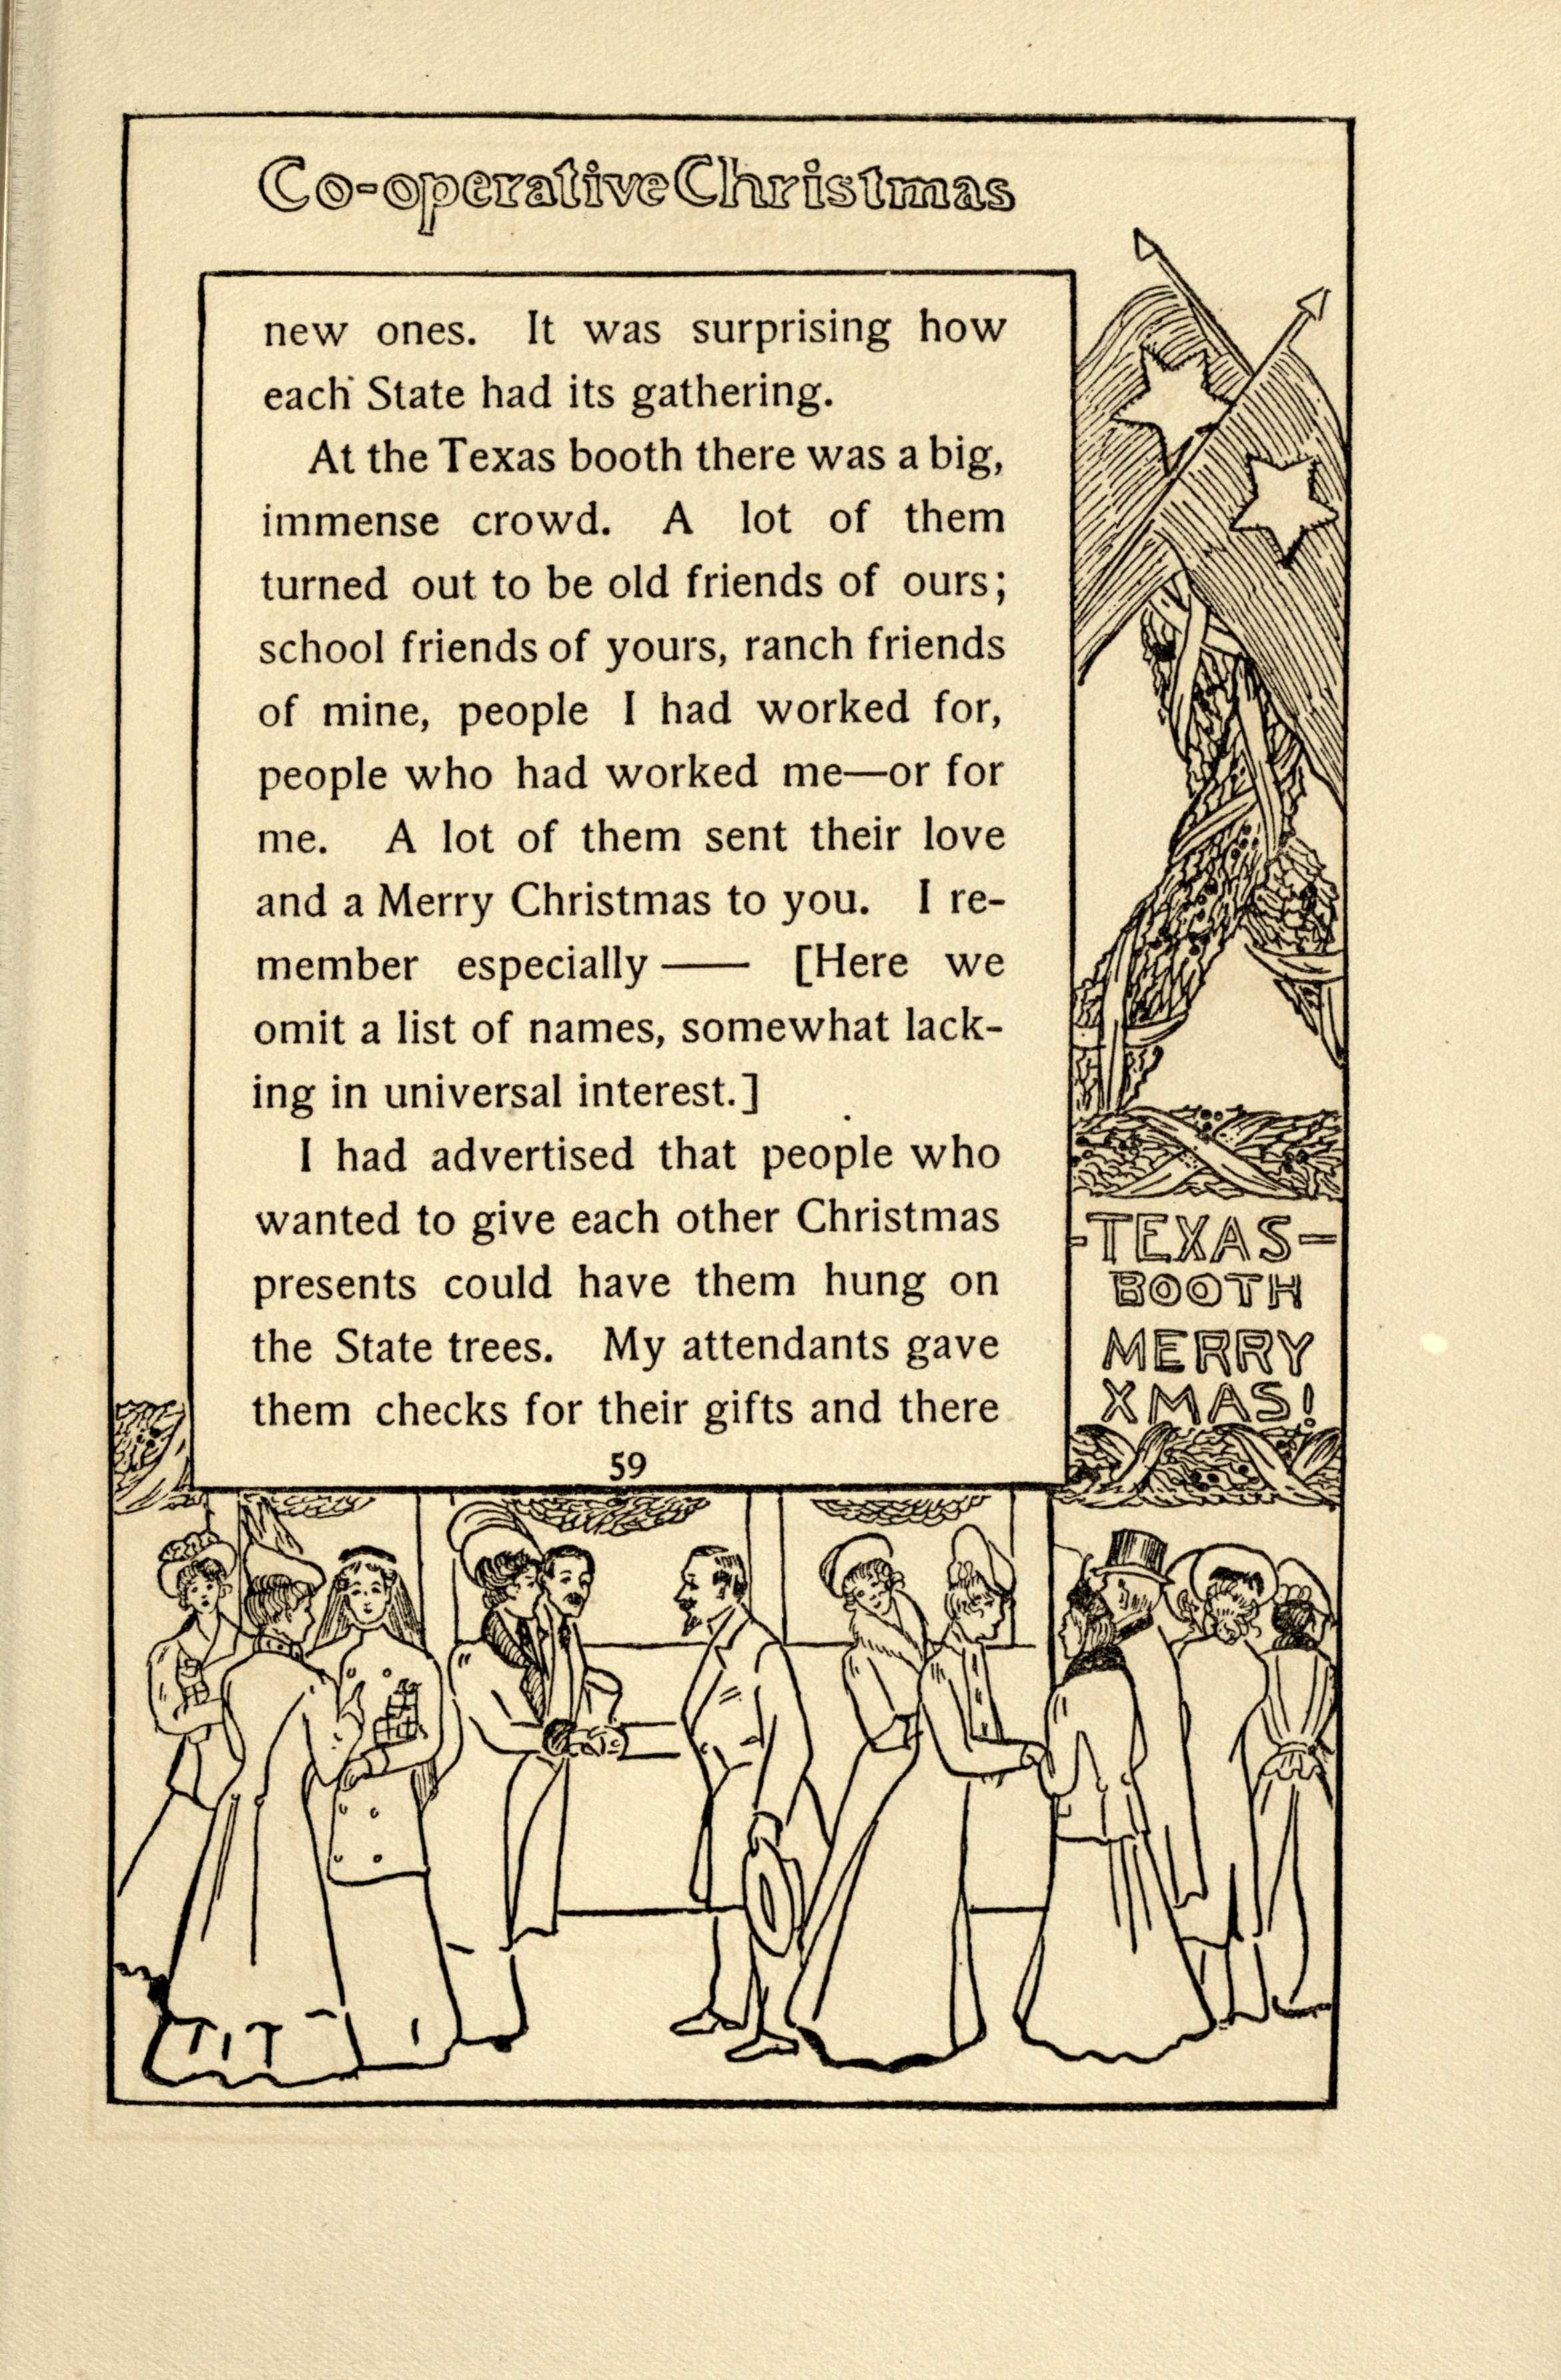 Co-operative Christmas
new ones. It was surprising how
each State had its gathering.
At the Texas booth there was a big,
immense crowd. A lot of them
turned out to be old friends of ours;
school friends of yours, ranch friends
of mine, people I had worked for,
people who had worked me—or for
me. A lot of them sent their love
and a Merry Christmas to you. I re-
member especially —— [Here we
omit a list of names, somewhat lack-
ing in universal interest.]
I had advertised that people who
wanted to give each other Christmas
presents could have them hung on
the State trees. My attendants gave
them checks for their gifts and there
59
-TEXAS-
BOOTH
MERRY
XMAS!